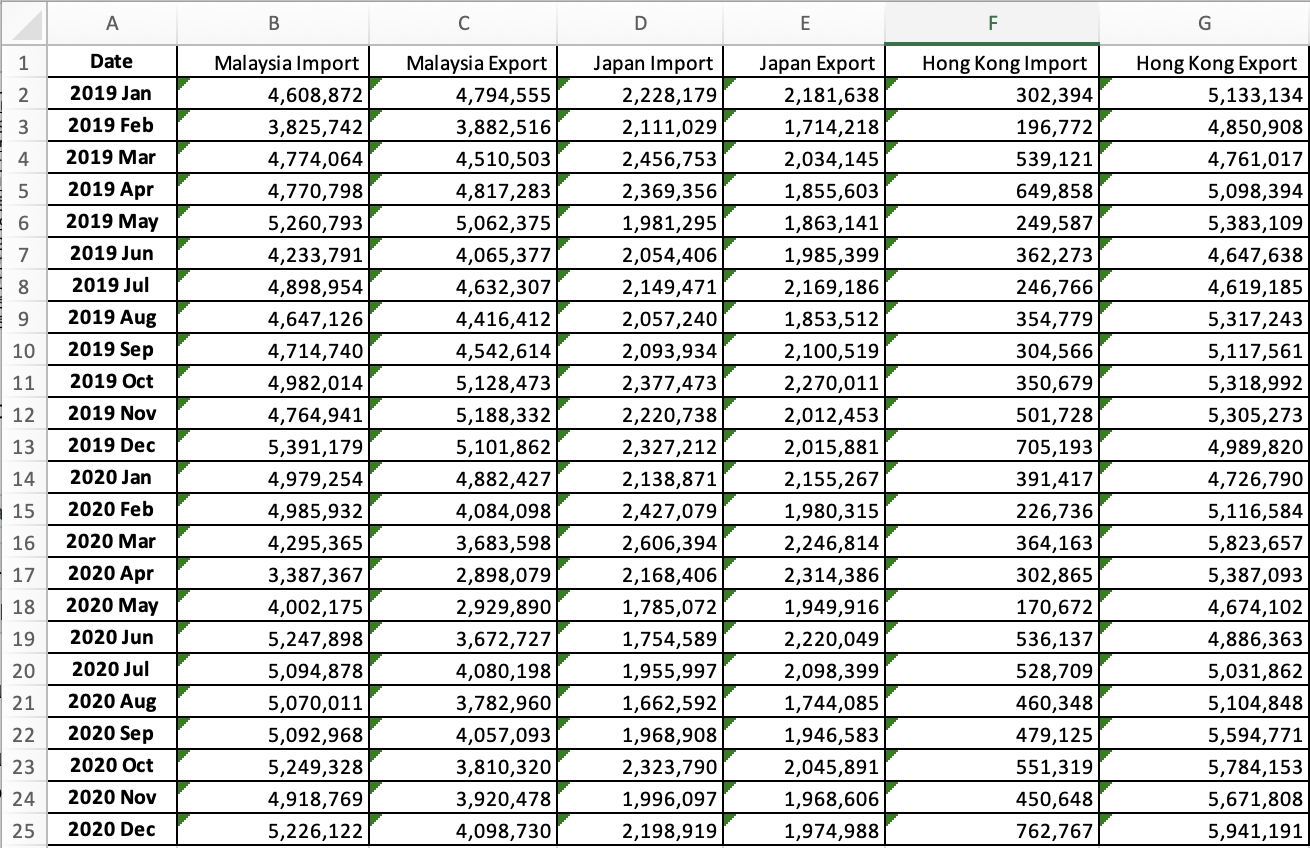 A B C D E F G
1 Date Malaysia Import Malaysia Export Japan Import Japan Export Hong Kong Import Hong Kong Export
2 2019 Jan 4,608,872 4,794,555 2,228,179 2,181,638 302,394 5,133,134
3 2019 Feb 3,825,742 3,882,516 2,111,029 1,714,218 196,772 4,850,908
4 2019 Mar 4,774,064 4,510,503 2,456,753 2,034,145 539,121 4,761,017
5 2019 Apr 4,770,798 4,817,283 2,369,356 1,855,603 649,858 5,098,394
6 2019 May 5,260,793 5,062,375 1,981,295 1,863,141 249,587 5,383,109
7 2019 Jun 4,233,791 4,065,377 2,054,406 1,985,399 362,273 4,647,638
8 2019 Jul 4,898,954 4,632,307 2,149,471 2,169,186 246,766 4,619,185
9 2019 Aug 4,647,126 4,416,412 2,057,240 1,853,512 354,779 5,317,243
10 2019 Sep 4,714,740 4,542,614 2,093,934 2,100,519 304,566 5,117,561
11 2019 Oct 4,982,014 5,128,473 2,377,473 2,270,011 350,679 5,318,992
12 2019 Nov 4,764,941 5,188,332 2,220,738 2,012,453 501,728 5,305,273
13 2019 Dec 5,391,179 5,101,862 2,327,212 2,015,881 705,193 4,989,820
14 2020 Jan 4,979,254 4,882,427 2,138,871 2,155,267 391,417 4,726,790
15 2020 Feb 4,985,932 4,084,098 2,427,079 1,980,315 226,736 5,116,584
16 2020 Mar 4,295,365 3,683,598 2,606,394 2,246,814 364,163 5,823,657
17 2020 Apr 3,387,367 2,898,079 2,168,406 2,314,386 302,865 5,387,093
18 2020 May 4,002,175 2,929,890 1,785,072 1,949,916 170,672 4,674,102
19 2020 Jun 5,247,898 3,672,727 1,754,589 2,220,049 536,137 4,886,363
20 2020 Jul 5,094,878 4,080,198 1,955,997 2,098,399 528,709 5,031,862
21 2020 Aug 5,070,011 3,782,960 1,662,592 1,744,085 460,348 5,104,848
22 2020 Sep 5,092,968 4,057,093 1,968,908 1,946,583 479,125 5,594,771
23 2020 Oct 5,249,328 3,810,320 2,323,790 2,045,891 551,319 5,784,153
24 2020 Nov 4,918,769 3,920,478 1,996,097 1,968,606 450,648 5,671,808
25 2020 Dec 5,226,122 4,098,730 2,198,919 1,974,988 762,767 5,941,191